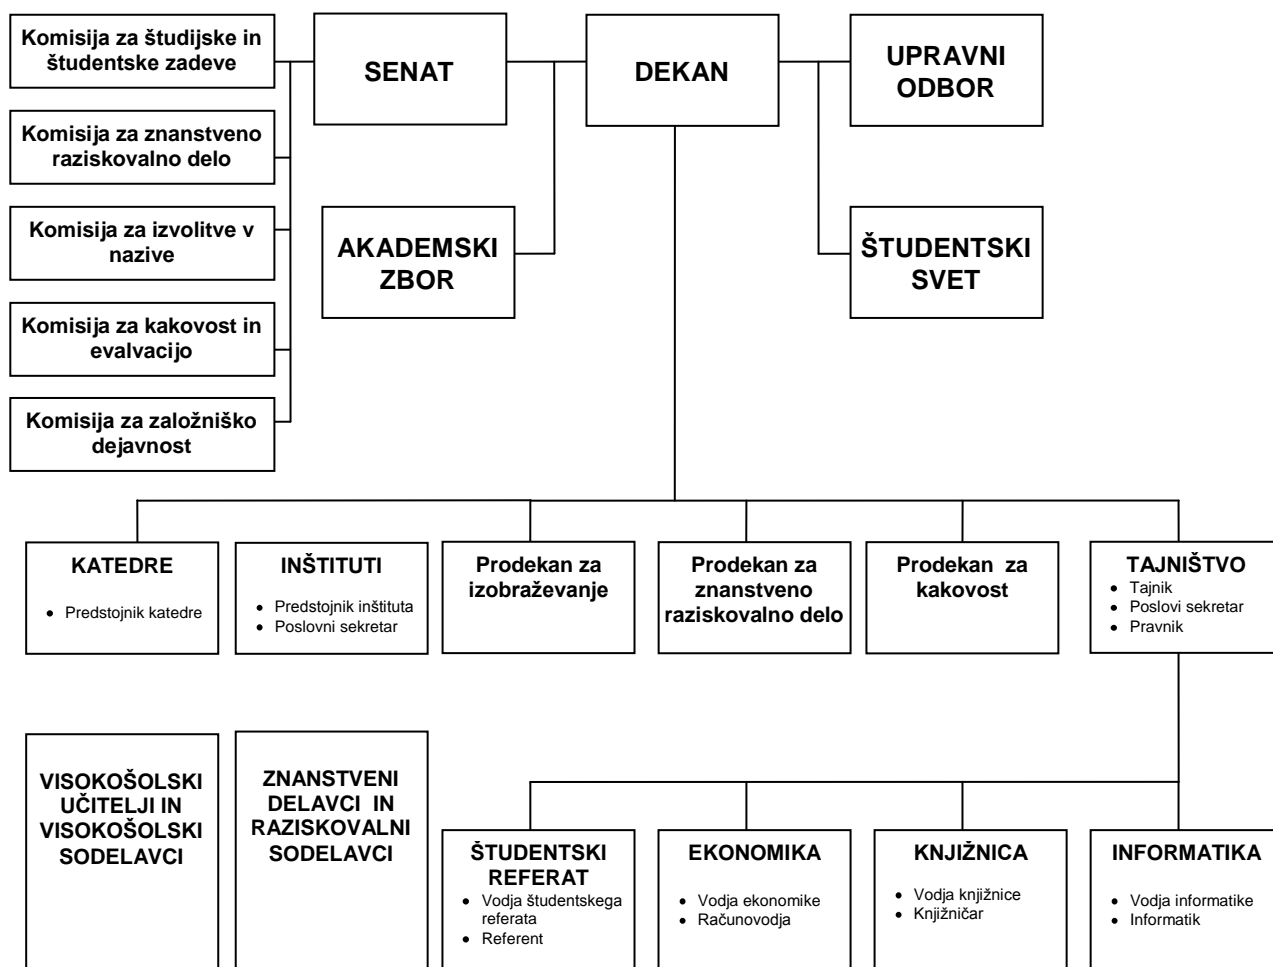 Komisija za študijske in
študentske zadeve
SENAT
DEKAN
UPRAVNI
ODBOR
Komisija za znanstveno
raziskovalno delo
Komisija za izvolitve v
nazive
AKADEMSKI
ZBOR
ŠTUDENTSKI
SVET
Komisija za kakovost in
evalvacijo
Komisija za založniško
dejavnost
KATEDRE
• Predstojnik katedre
INŠTITUTI
• Predstojnik inštituta
• Poslovni sekretar
Prodekan za
izobraževanje
Prodekan za
znanstveno
raziskovalno delo
Prodekan za
kakovost
TAJNIŠTVO
• Tajnik
• Poslovi sekretar
• Pravnik
VISOKOŠOLSKI
UČITELJI IN
VISOKOŠOLSKI
SODELAVCI
ZNANSTVENI
DELAVCI IN
RAZISKOVALNI
SODELAVCI
ŠTUDENTSKI
REFERAT
• Vodja študentskega
referata
• Referent
EKONOMIKA
• Vodja ekonomike
• Računovodja
KNJIŽNICA
• Vodja knjižnice
• Knjižničar
INFORMATIKA
• Vodja informatike
• Informatik